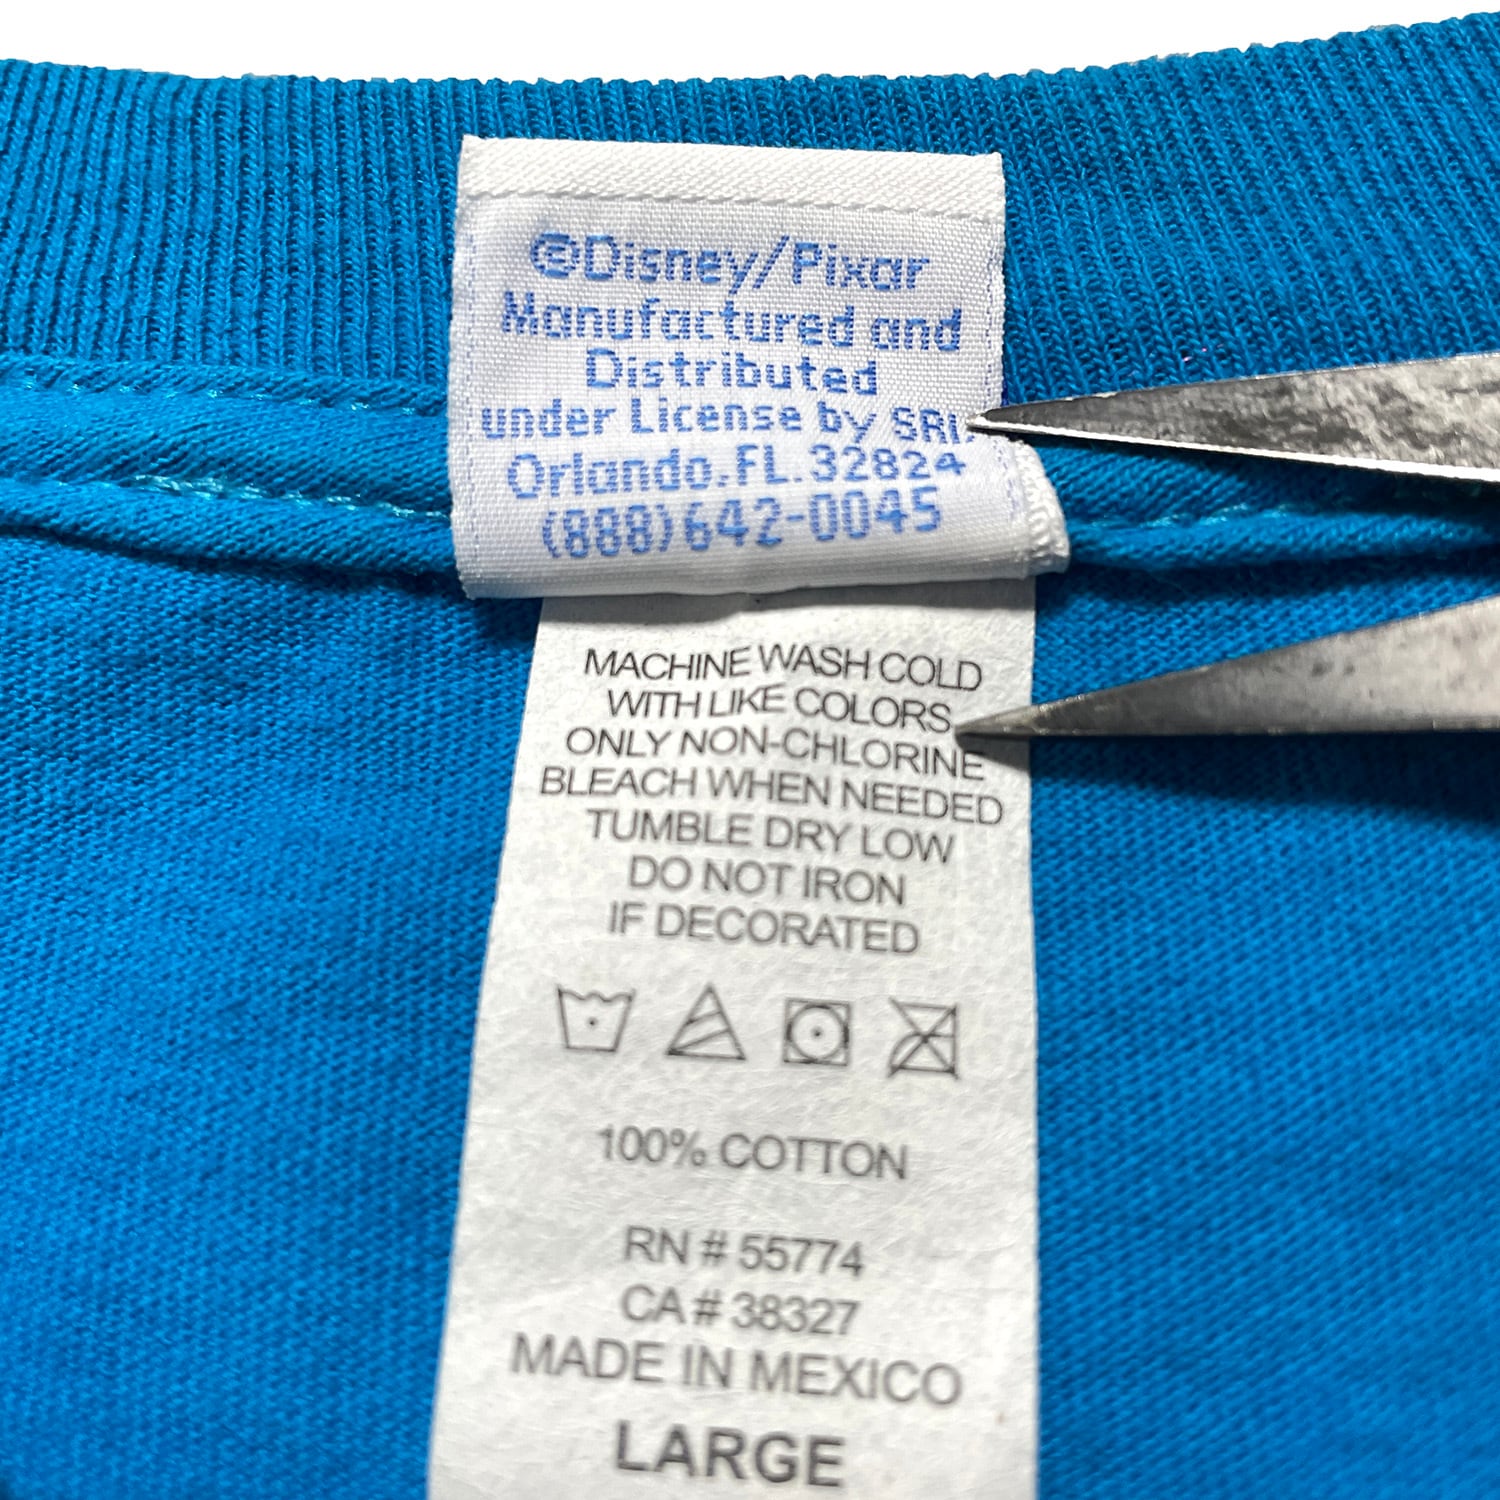 ©Disney/Pixar
Manufactured and
Distributed
under License by SRI,
Orlando, FL. 32824
(888)642-0045
MACHINE WASH COLD
WITH LIKE COLORS
ONLY NON-CHLORINE
BLEACH WHEN NEEDED
TUMBLE DRY LOW
DO NOT IRON
IF DECORATED
100% COTTON
RN # 55774
CA # 38327
MADE IN MEXICO
LARGE